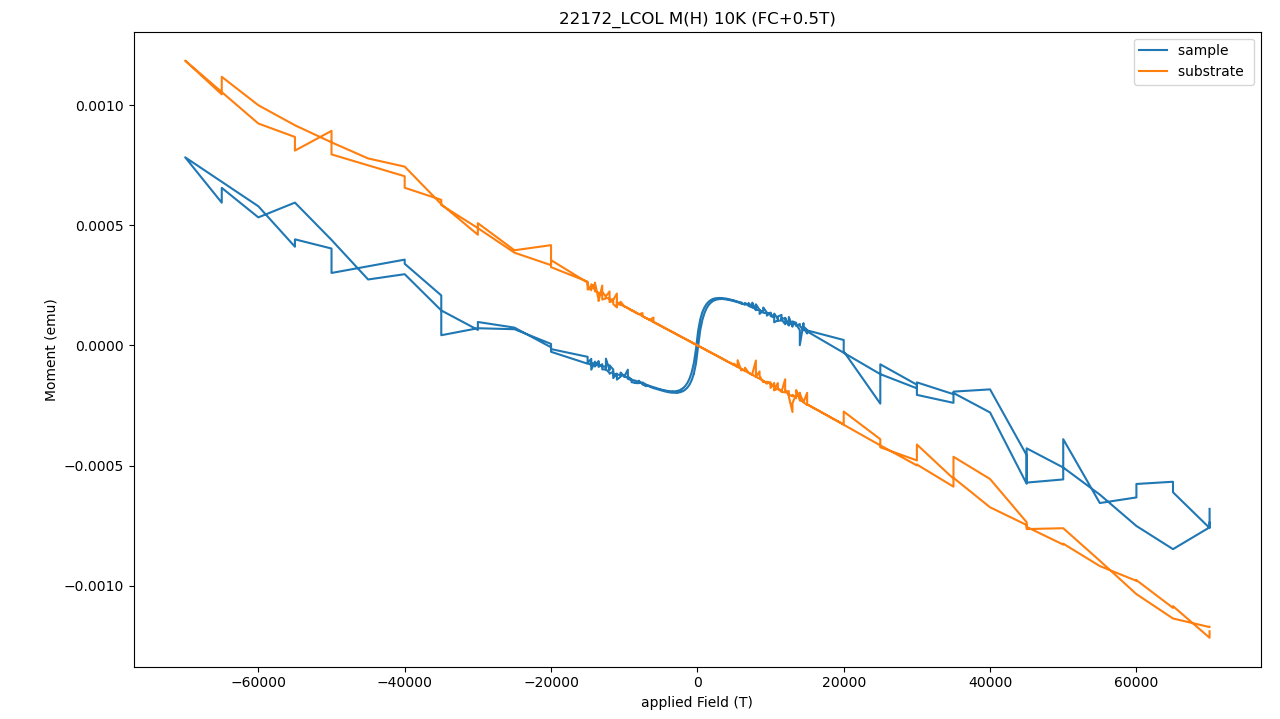 22172_LCOL M(H) 10K (FC+0.5T)
sample
substrate
Moment (emu)
0.0010
0.0005
0.0000
−0.0005
−0.0010
−60000
−40000
−20000
0
20000
40000
60000
applied Field (T)